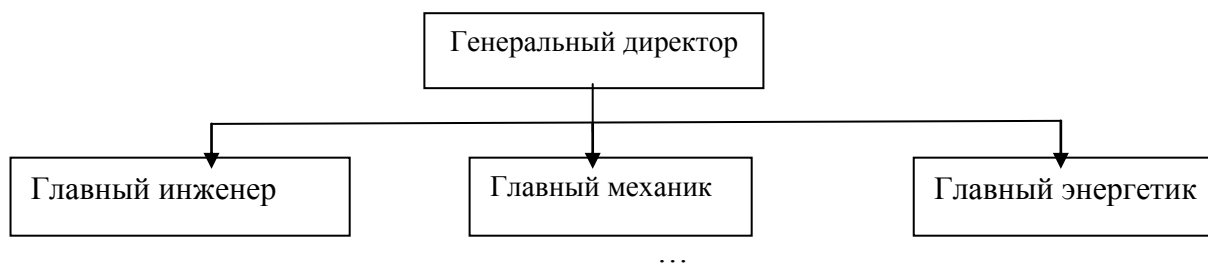 Генеральный директор
Главный инженер
Главный механик
Главный энергетик
…